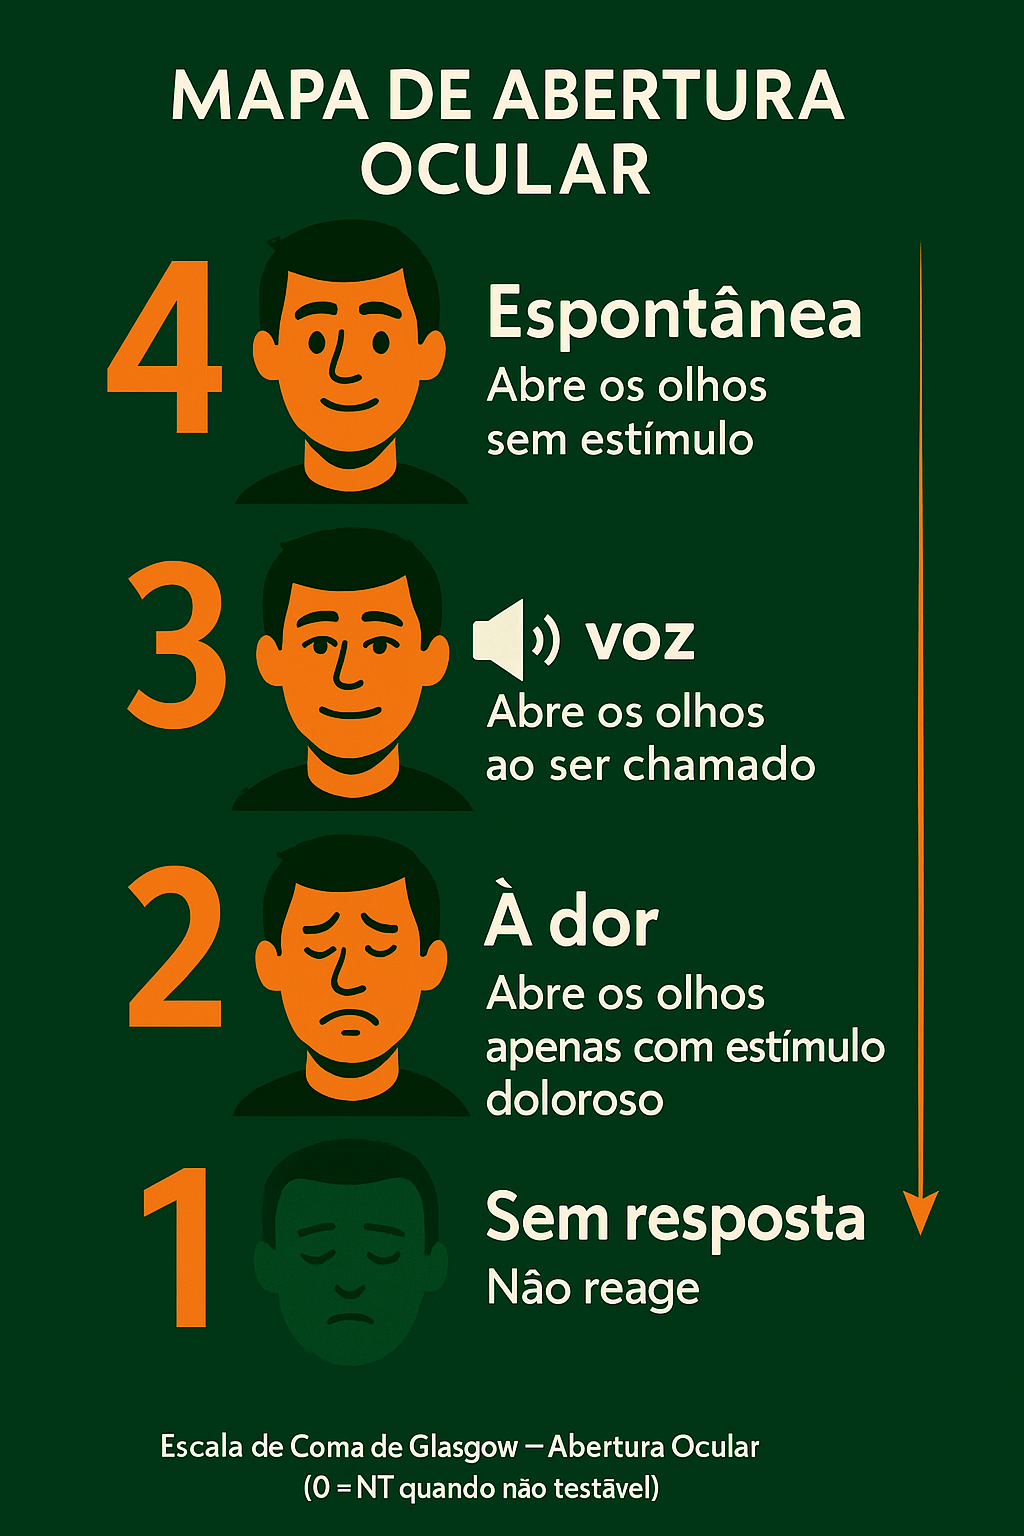 MAPA DE ABERTURA
OCULAR
4
Espontânea
Abre os olhos
sem estímulo
3
voz
Abre os olhos
ao ser chamado
2
À dor
Abre os olhos
apenas com estímulo
doloroso
1
Sem resposta
Nâo reage
Escala de Coma de Glasgow – Abertura Ocular
(0 = NT quando não testāvel)